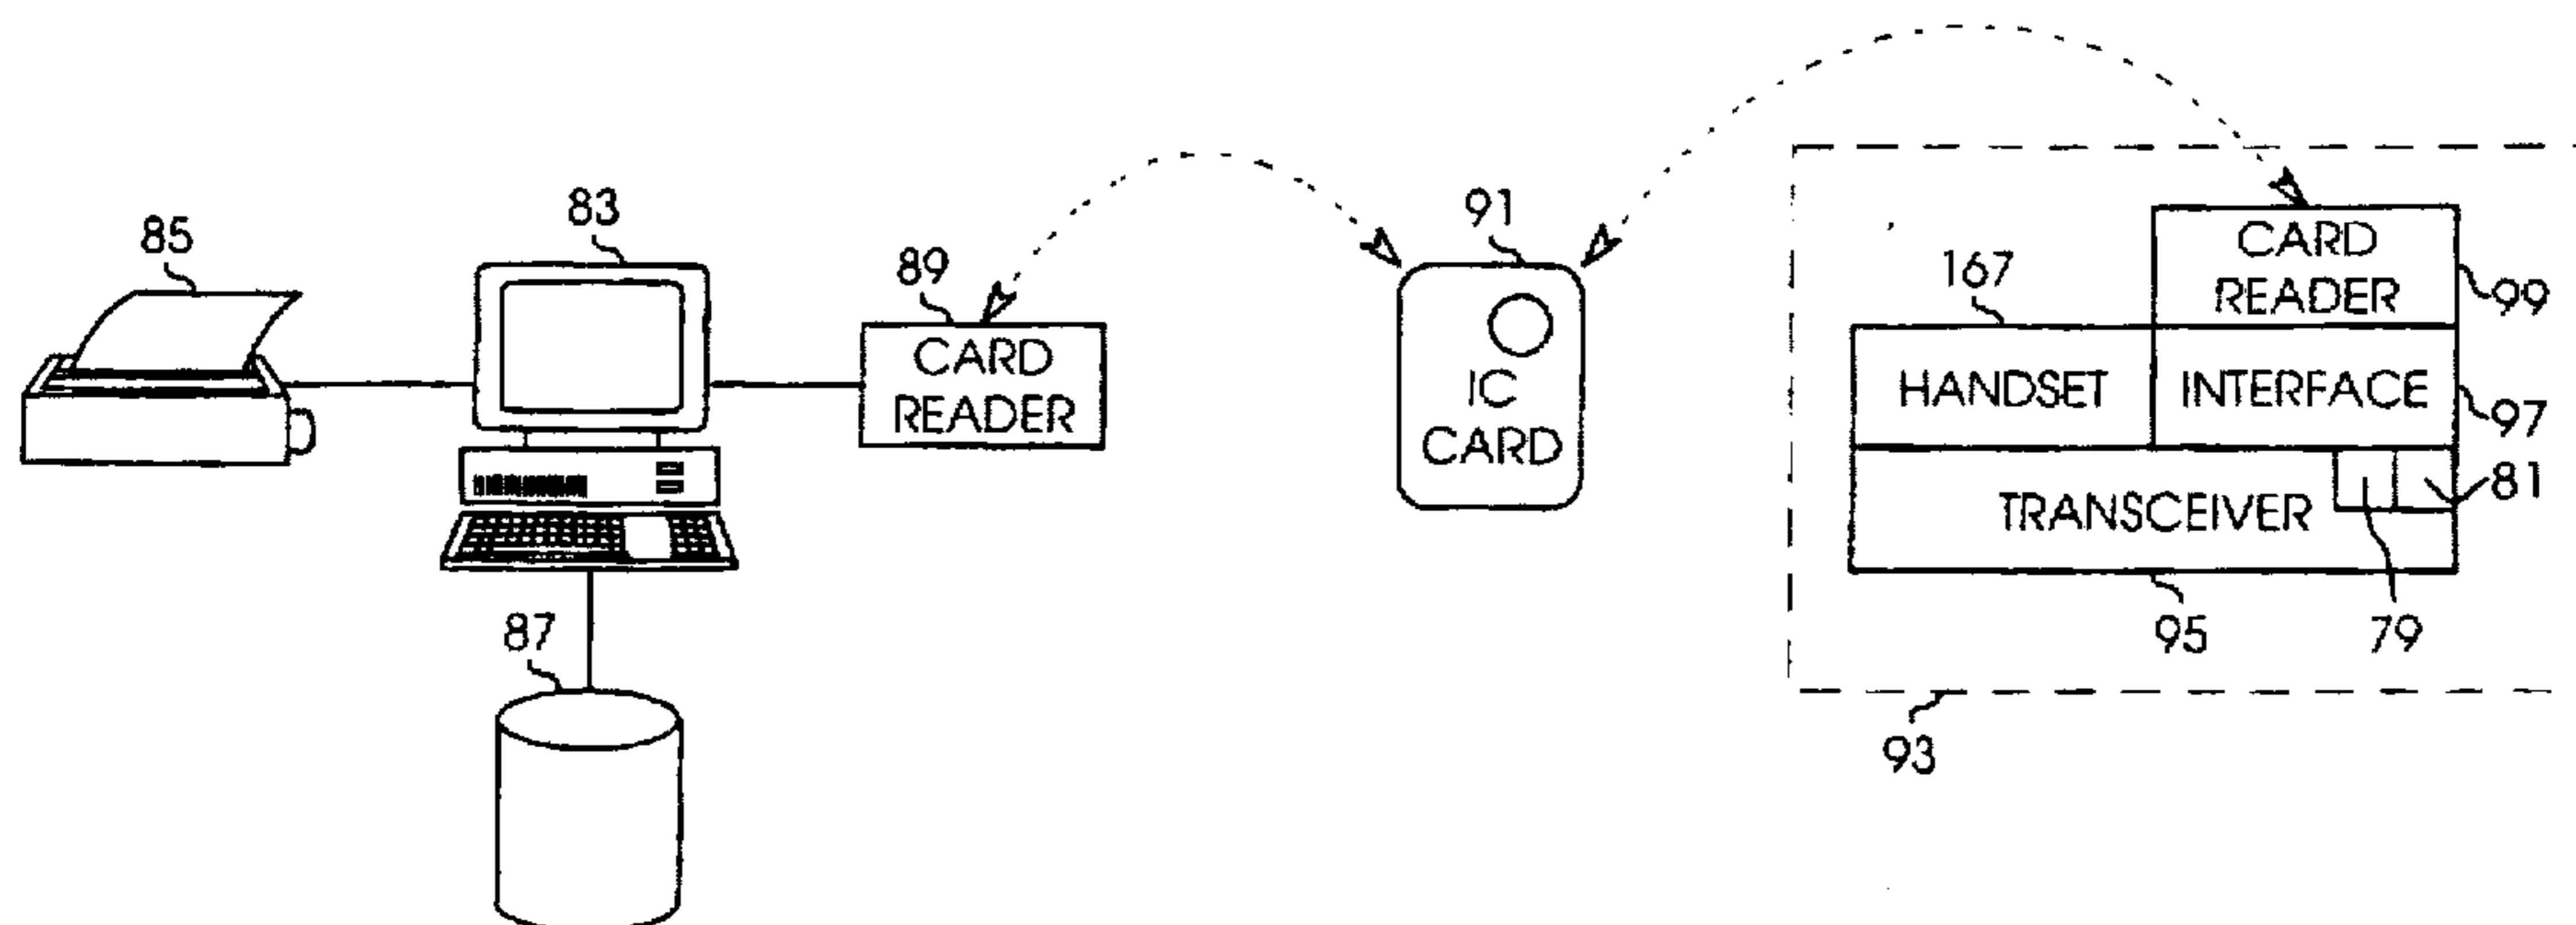 85
83
89
CARD
READER
91
IC
CARD
167
CARD
READER
99
HANDSET
INTERFACE
97
TRANSCEIVER
81
95
79
87
93